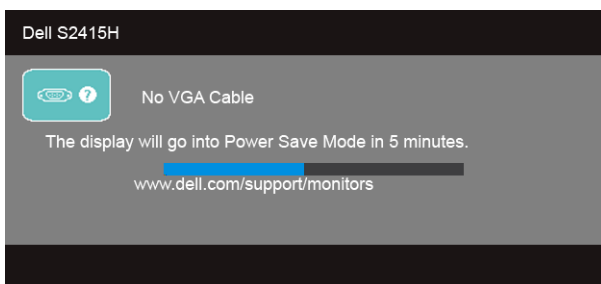 Dell S2415H
?
No VGA Cable
The display will go into Power Save Mode in 5 minutes.
www.dell.com/support/monitors